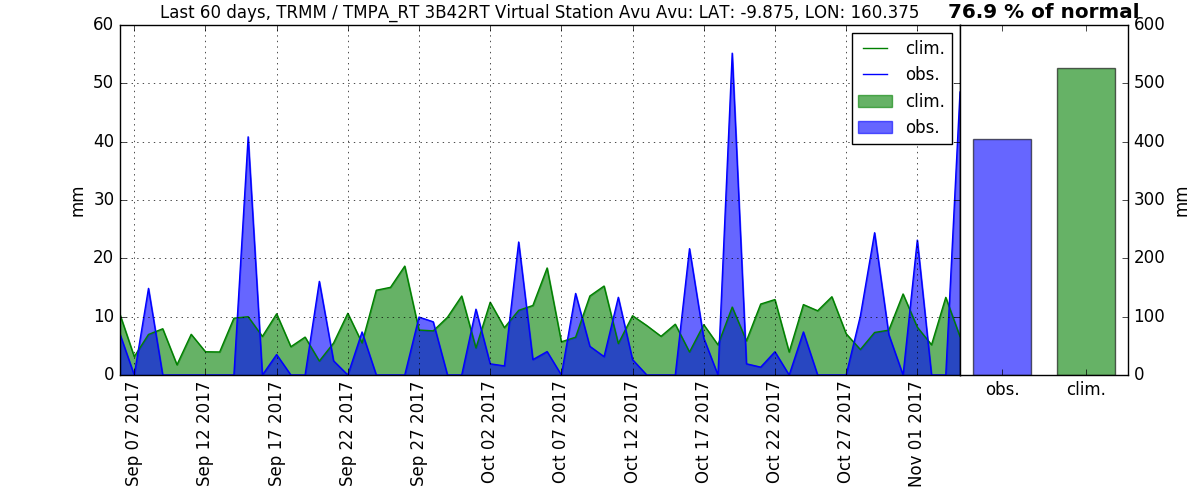 Last 60 days, TRMM / TMPA_RT 3B42RT Virtual Station Avu Avu: LAT: -9.875, LON: 160.375
76.9 % of normal
60
50
40
30
20
10
0
mm
clim.
obs.
clim.
obs.
600
500
400
300
200
100
0
mm
Sep 07 2017
Sep 12 2017
Sep 17 2017
Sep 22 2017
Sep 27 2017
Oct 02 2017
Oct 07 2017
Oct 12 2017
Oct 17 2017
Oct 22 2017
Oct 27 2017
Nov 01 2017
obs.
clim.